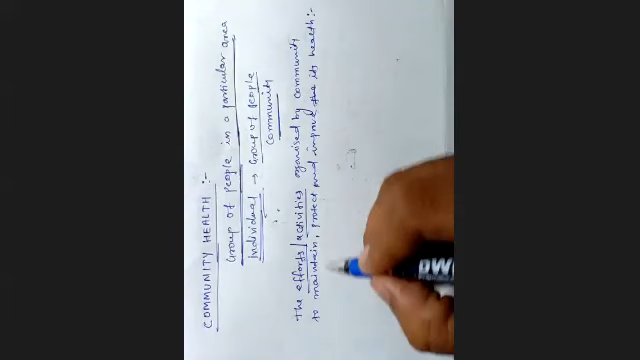 COMMUNITY HEALTH :-
Group of people in a particular area
Individual → Group of people
Community
The efforts/activities organised by community
to maintain, protect and improve the its health:-